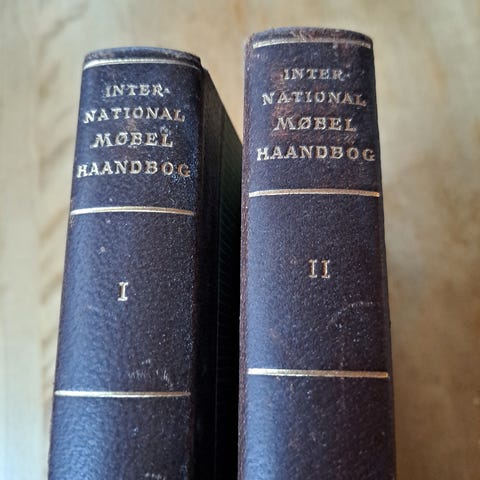 INTER-
NATIONAL
MØBEL
HAANDBOG
I
INTER-
NATIONAL
MØBEL
HAANDBOG
II